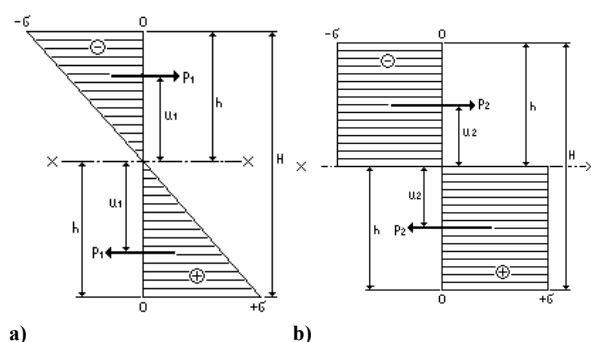 -σ 0
⊖
P₁
u₁
h
H
× ×
h
u₁
P₁
⊕
0 +σ
a)
-σ 0
⊖
P₂
u₂
h
H
×
h
u₂
P₂
⊕
0 +σ
b)